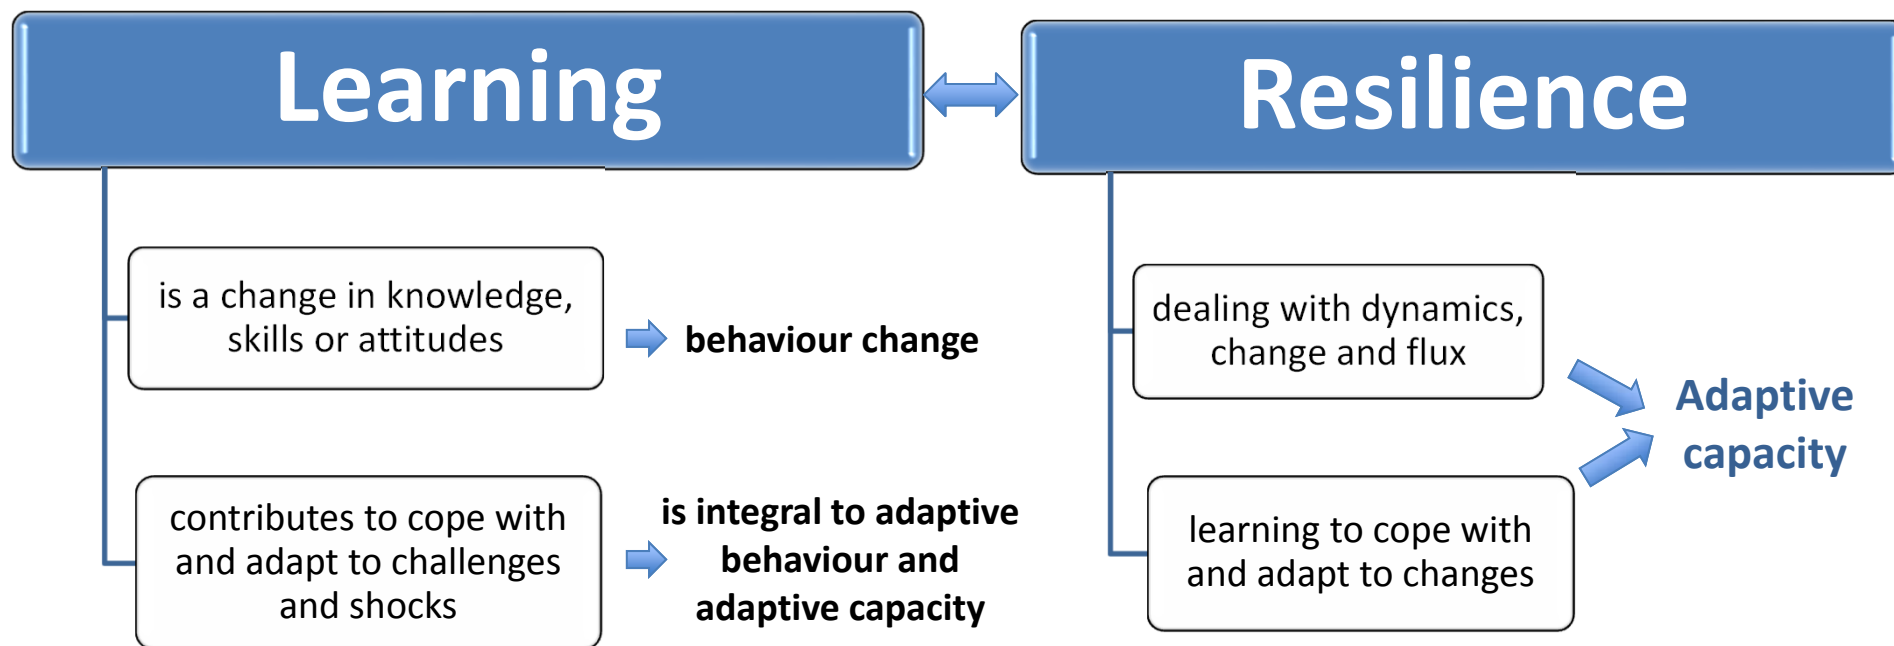 Learning
is a change in knowledge,
skills or attitudes
behaviour change
contributes to cope with
and adapt to challenges
and shocks
is integral to adaptive
behaviour and
adaptive capacity
Resilience
dealing with dynamics,
change and flux
learning to cope with
and adapt to changes
Adaptive
capacity